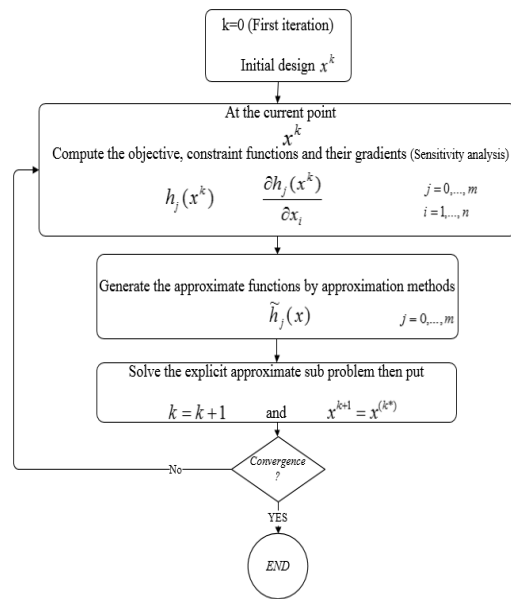 k=0 (First iteration)
Initial design x^k
At the current point
x^k
Compute the objective, constraint functions and their gradients (Sensitivity analysis)
h_j(x^k) ∂h_j(x^k)/∂x_i j = 0,..., m
i = 1,..., n
Generate the approximate functions by approximation methods
h̃_j(x) j = 0,..., m
Solve the explicit approximate sub problem then put
k = k+1 and x^{k+1} = x^{(k*)}
Convergence
?
No
YES
END